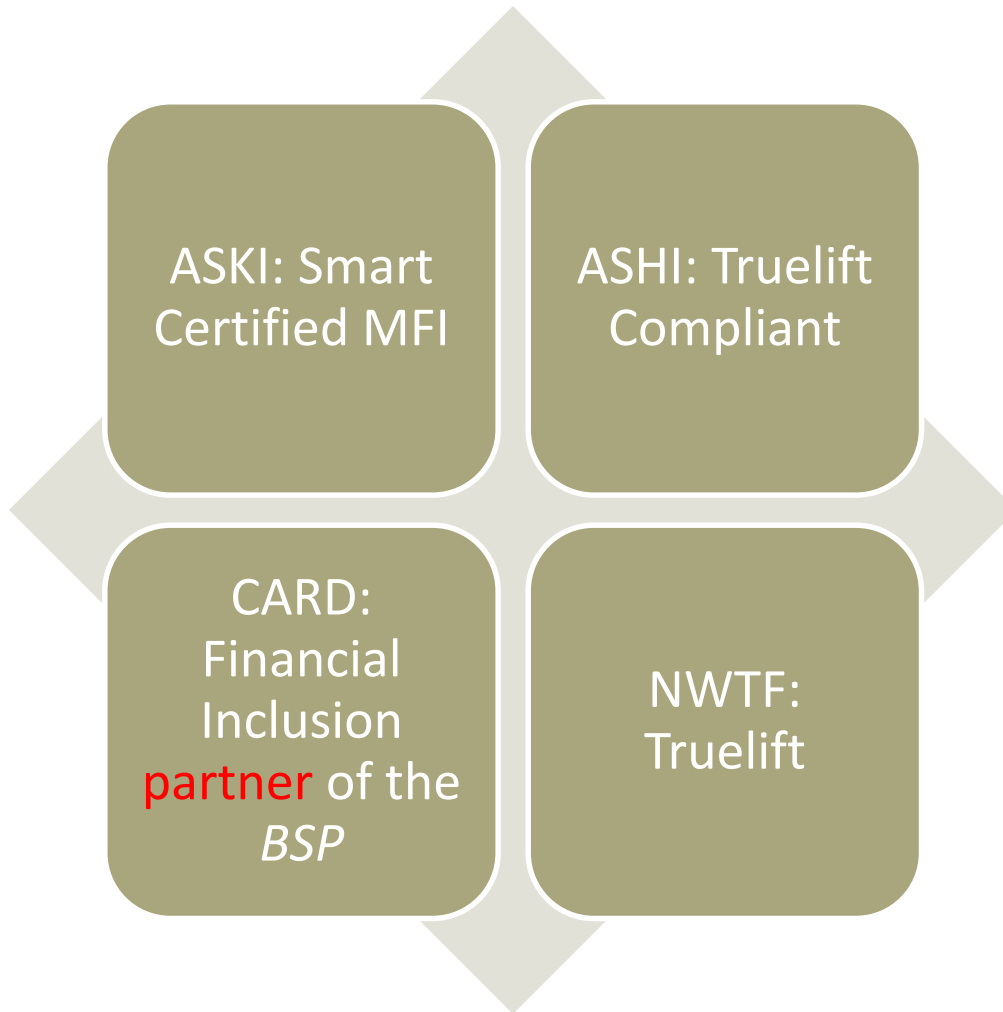 ASKI: Smart
Certified MFI
ASHI: Truelift
Compliant
CARD:
Financial
Inclusion
partner of the
BSP
NWTF:
Truelift